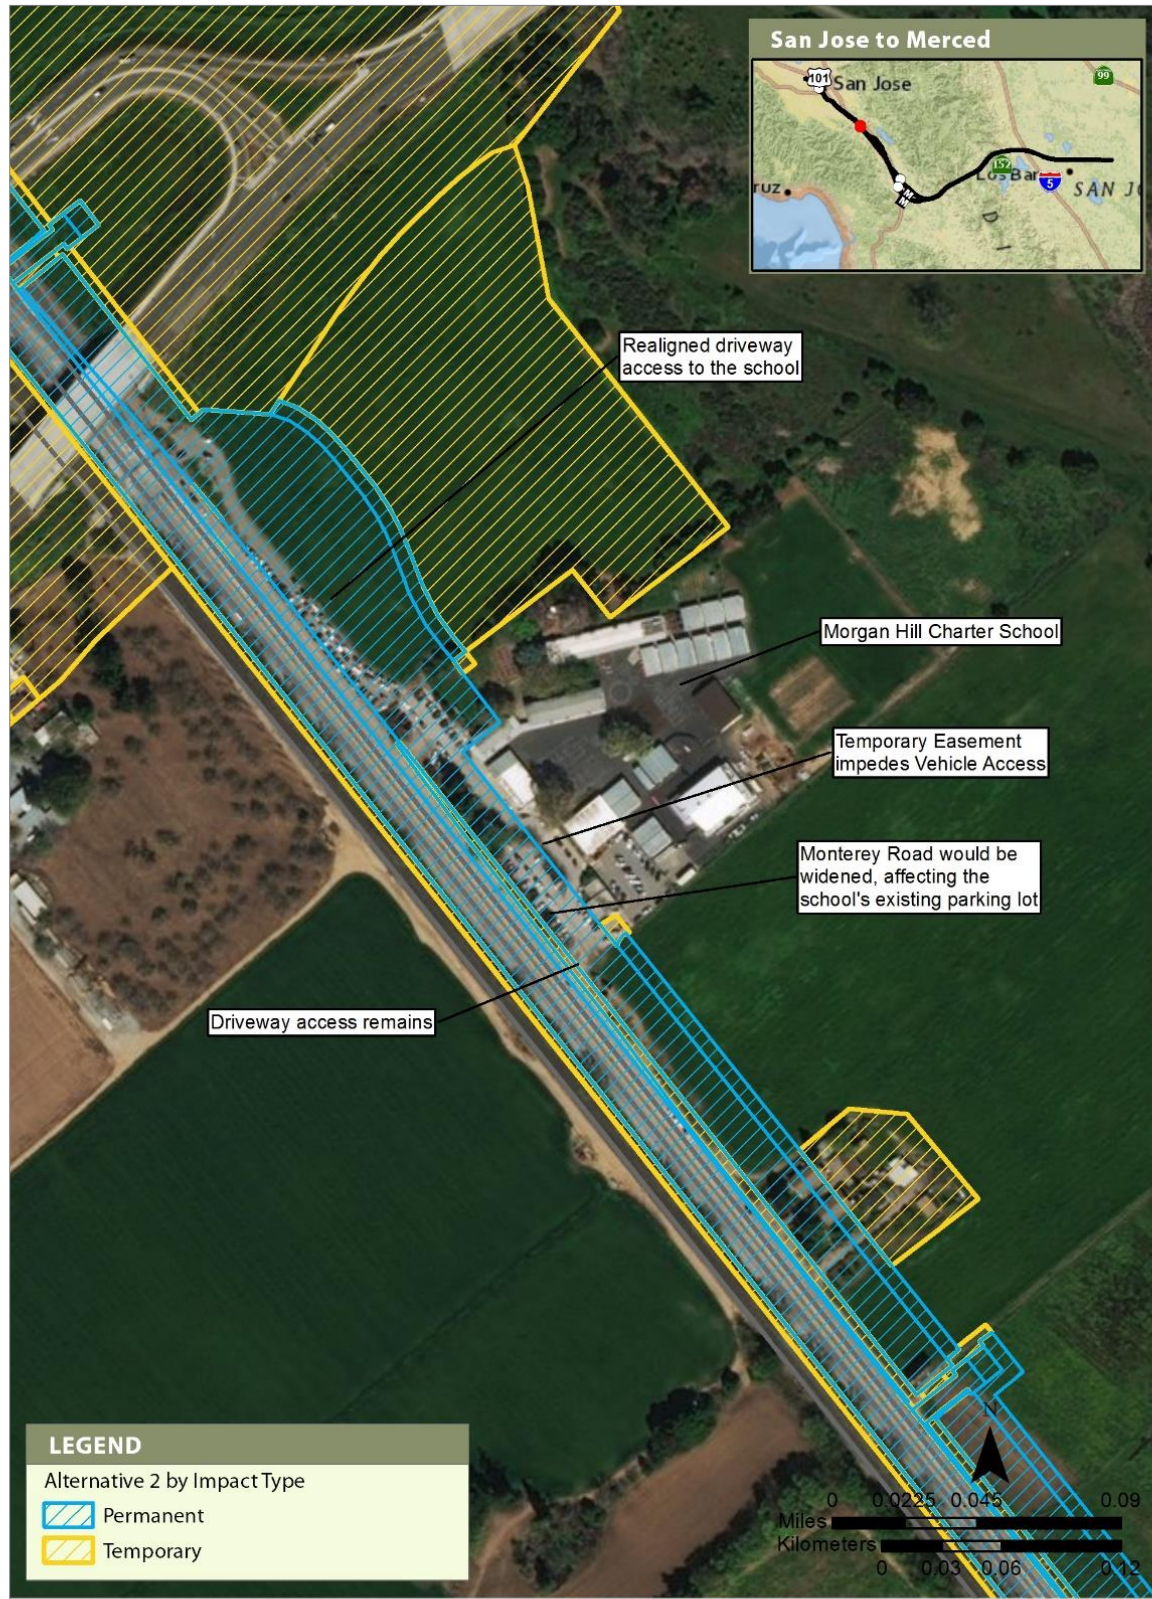 San Jose to Merced
101
San Jose
99
152
Los Ban
5
SAN J
ruz
D I
Realigned driveway
access to the school
Morgan Hill Charter School
Temporary Easement
impedes Vehicle Access
Monterey Road would be
widened, affecting the
school's existing parking lot
Driveway access remains
LEGEND
Alternative 2 by Impact Type
Permanent
Temporary
N
0 0.0225 0.045 0.09
Miles
Kilometers
0 0.03 0.06 0.12